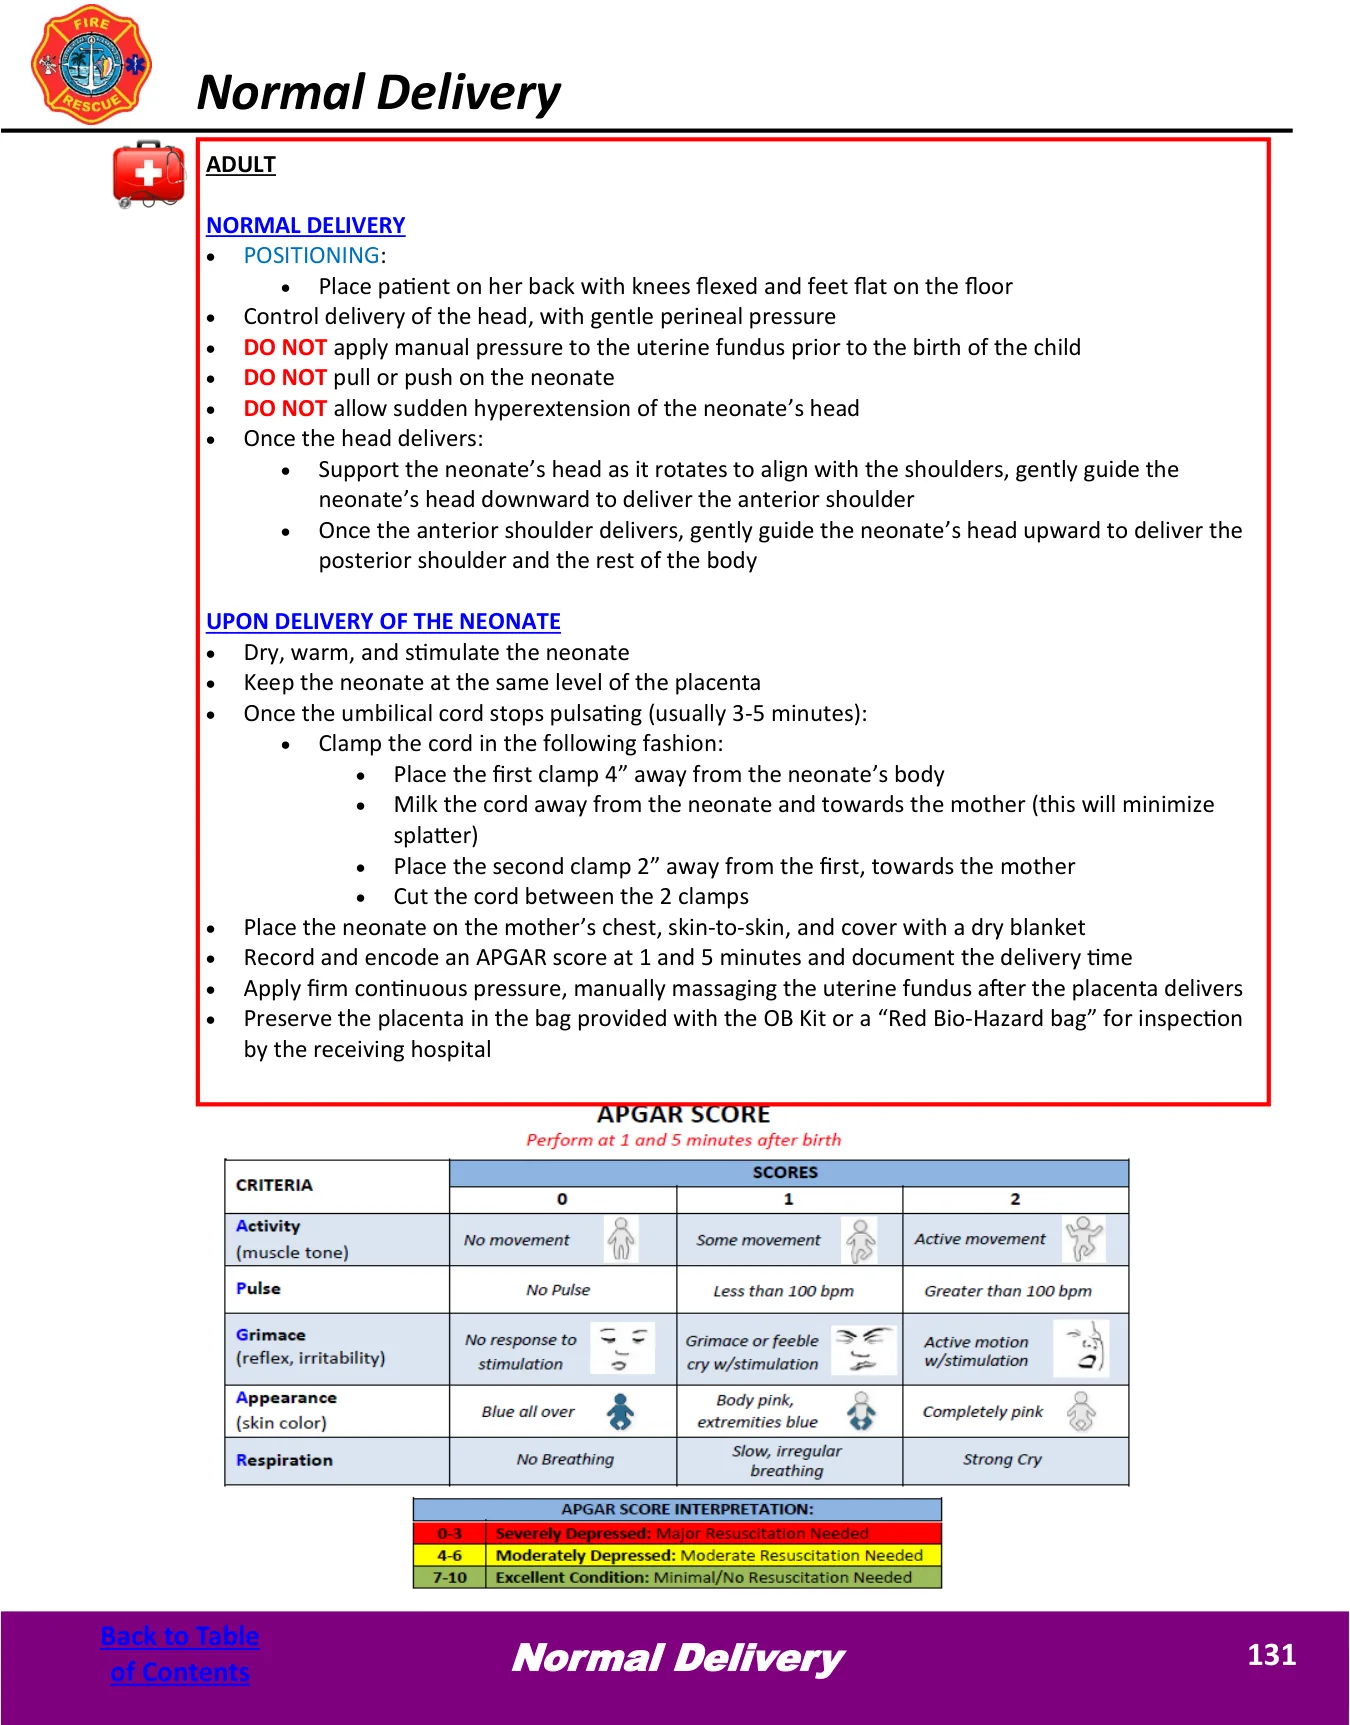 FIRE
RESCUE
Normal Delivery
ADULT
NORMAL DELIVERY
• POSITIONING:
• Place patient on her back with knees flexed and feet flat on the floor
• Control delivery of the head, with gentle perineal pressure
• DO NOT apply manual pressure to the uterine fundus prior to the birth of the child
• DO NOT pull or push on the neonate
• DO NOT allow sudden hyperextension of the neonate’s head
• Once the head delivers:
• Support the neonate’s head as it rotates to align with the shoulders, gently guide the
neonate’s head downward to deliver the anterior shoulder
• Once the anterior shoulder delivers, gently guide the neonate’s head upward to deliver the
posterior shoulder and the rest of the body
UPON DELIVERY OF THE NEONATE
• Dry, warm, and stimulate the neonate
• Keep the neonate at the same level of the placenta
• Once the umbilical cord stops pulsating (usually 3-5 minutes):
• Clamp the cord in the following fashion:
• Place the first clamp 4” away from the neonate’s body
• Milk the cord away from the neonate and towards the mother (this will minimize
splatter)
• Place the second clamp 2” away from the first, towards the mother
• Cut the cord between the 2 clamps
• Place the neonate on the mother’s chest, skin-to-skin, and cover with a dry blanket
• Record and encode an APGAR score at 1 and 5 minutes and document the delivery time
• Apply firm continuous pressure, manually massaging the uterine fundus after the placenta delivers
• Preserve the placenta in the bag provided with the OB Kit or a “Red Bio-Hazard bag” for inspection
by the receiving hospital
APGAR SCORE
Perform at 1 and 5 minutes after birth
CRITERIA SCORES
0 1 2
Activity
(muscle tone) No movement Some movement Active movement
Pulse No Pulse Less than 100 bpm Greater than 100 bpm
Grimace No response to Grimace or feeble Active motion
(reflex, irritability) stimulation cry w/stimulation w/stimulation
Appearance Body pink,
(skin color) Blue all over extremities blue Completely pink
Respiration No Breathing Slow, irregular Strong Cry
breathing
APGAR SCORE INTERPRETATION:
0-3 Severely Depressed: Major Resuscitation Needed
4-6 Moderately Depressed: Moderate Resuscitation Needed
7-10 Excellent Condition: Minimal/No Resuscitation Needed
Back to Table
of Contents
Normal Delivery
131